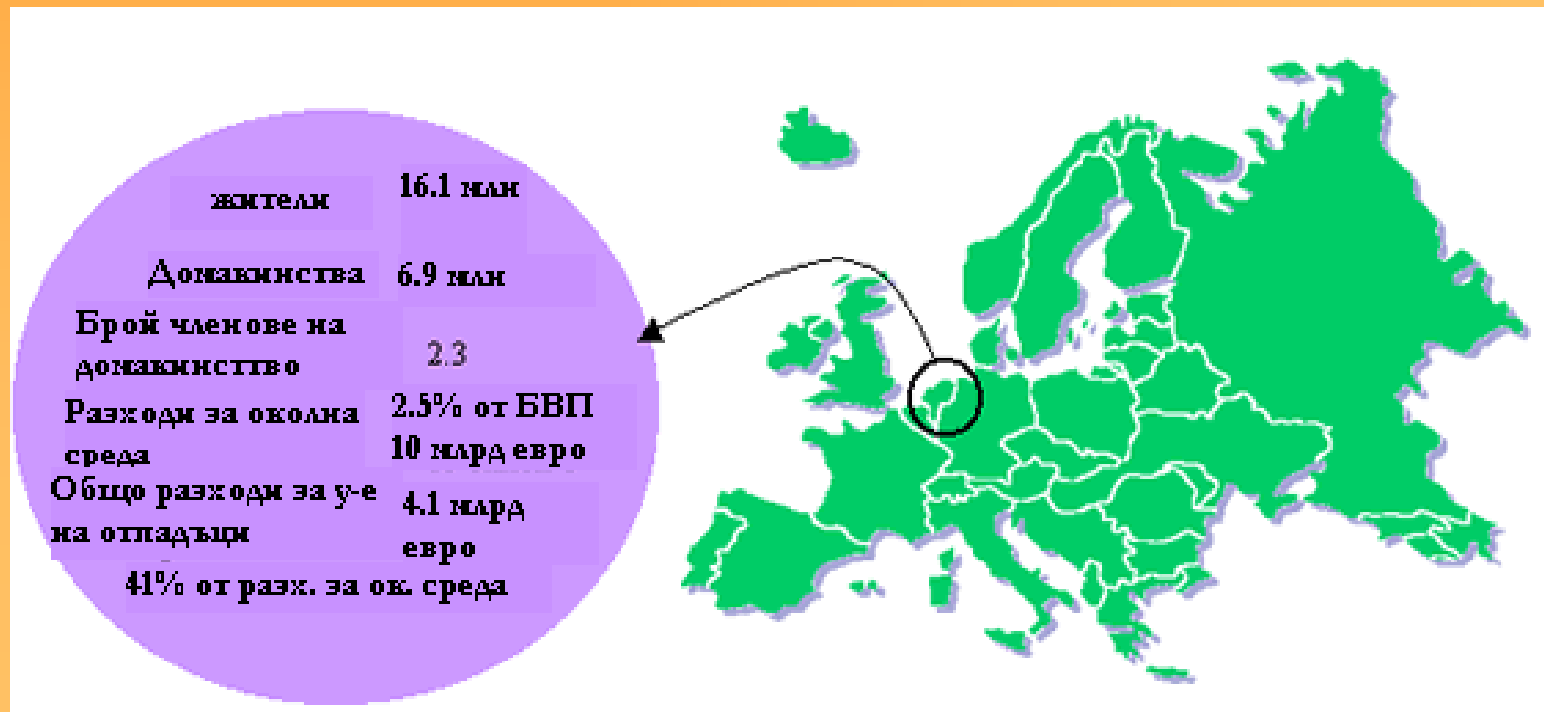 жители 16.1 млн
Домакинства 6.9 млн
Брой членове на
домакинсттво 2.3
Разходи за околна 2.5% от БВП
среда 10 млрд евро
Общо разходи за у-е 4.1 млрд
на отпадъци евро
41% от разх. за ок. среда